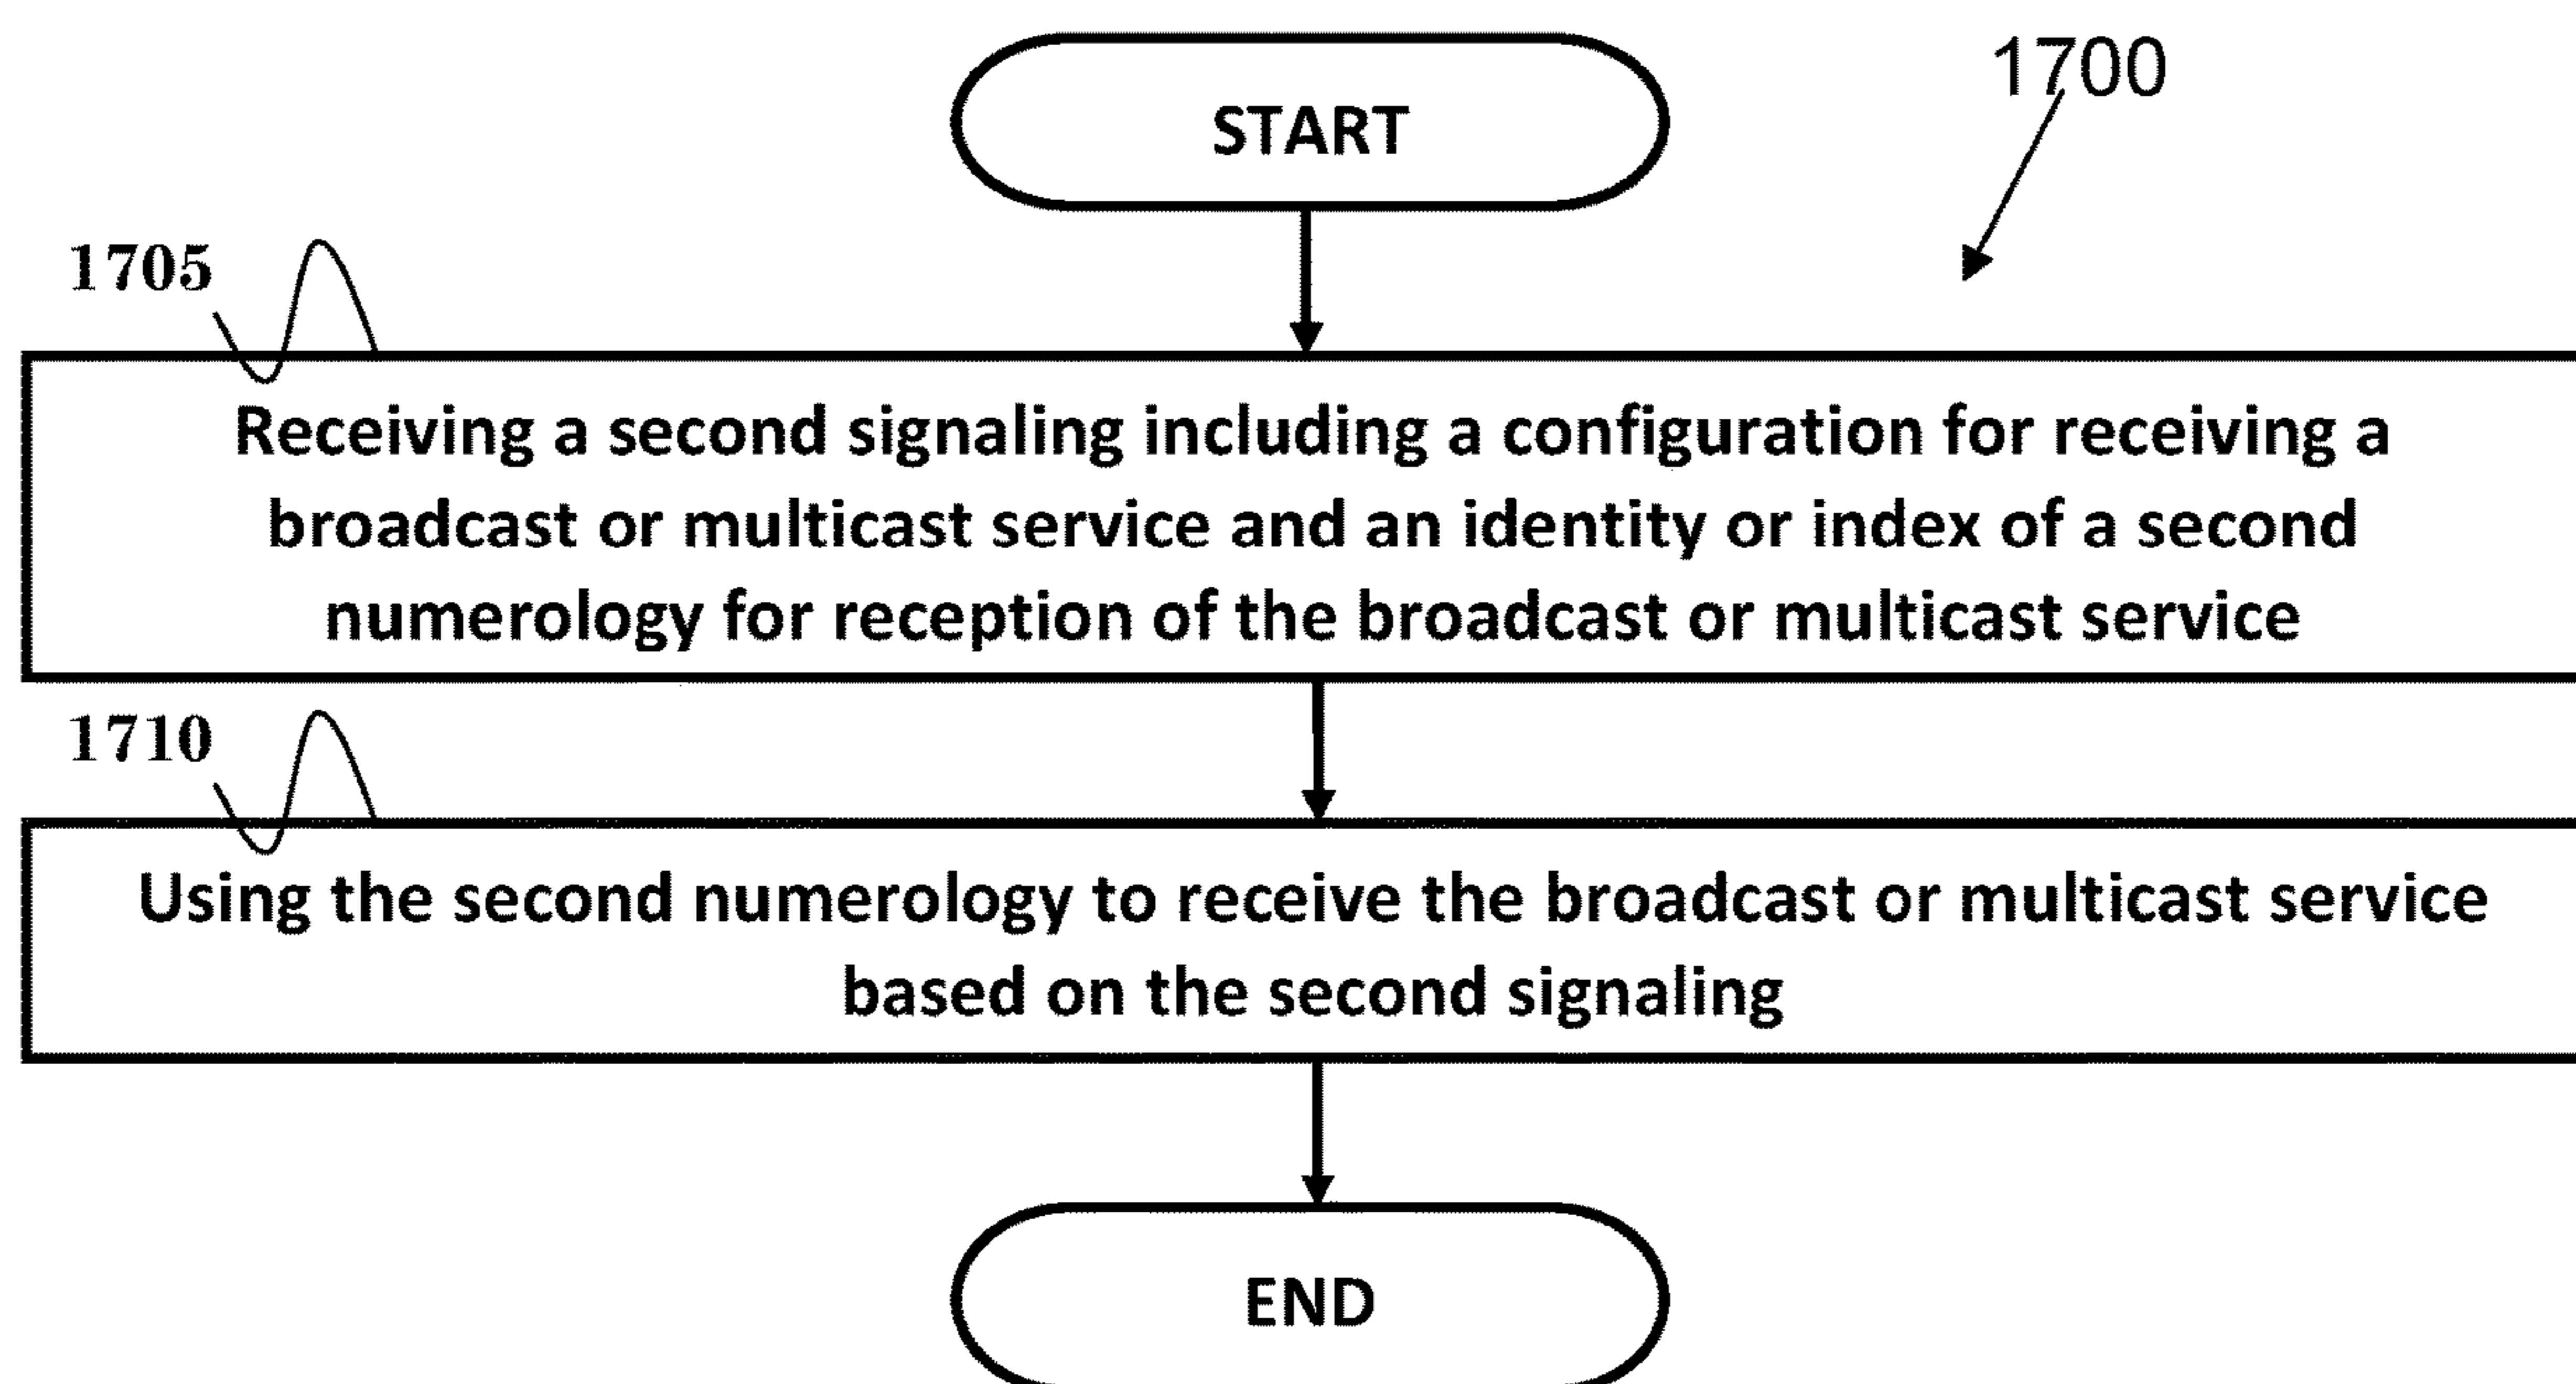 START
1700
1705
Receiving a second signaling including a configuration for receiving a
broadcast or multicast service and an identity or index of a second
numerology for reception of the broadcast or multicast service
1710
Using the second numerology to receive the broadcast or multicast service
based on the second signaling
END